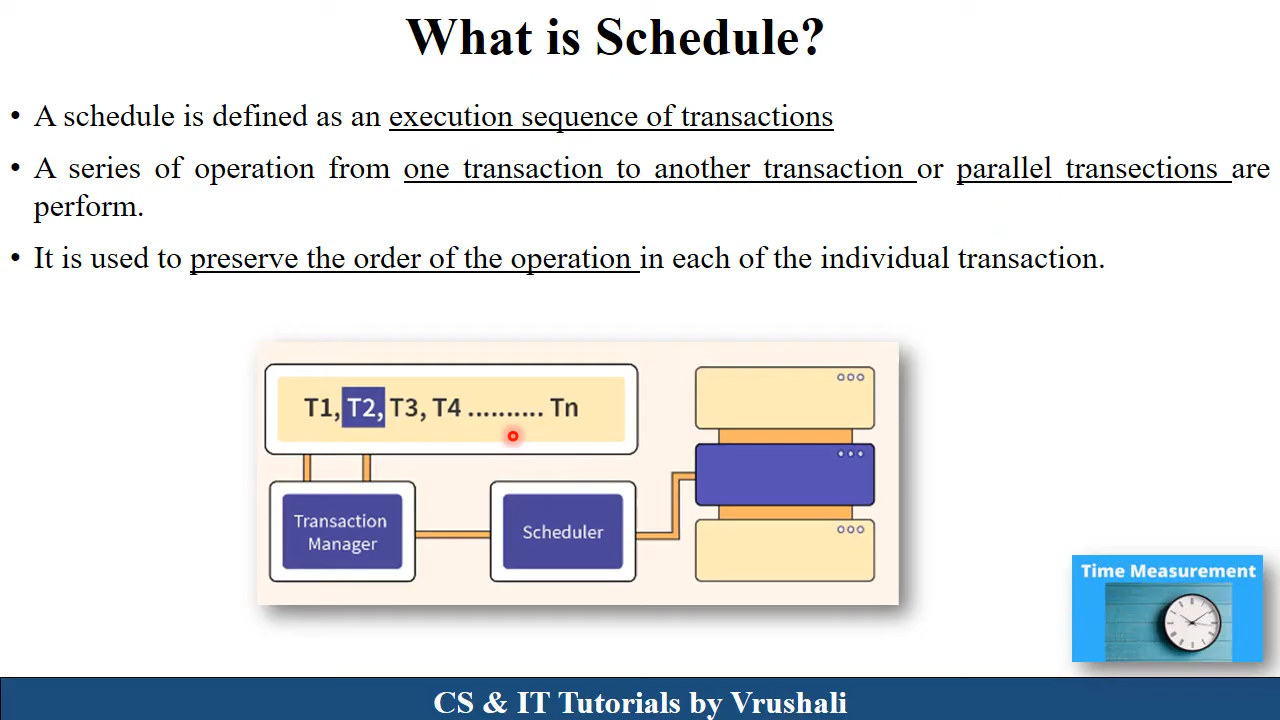 What is Schedule?
• A schedule is defined as an execution sequence of transactions
• A series of operation from one transaction to another transaction or parallel transections are
perform.
• It is used to preserve the order of the operation in each of the individual transaction.
T1, T2, T3, T4 .......... Tn
Transaction
Manager
Scheduler
Time Measurement
CS & IT Tutorials by Vrushali